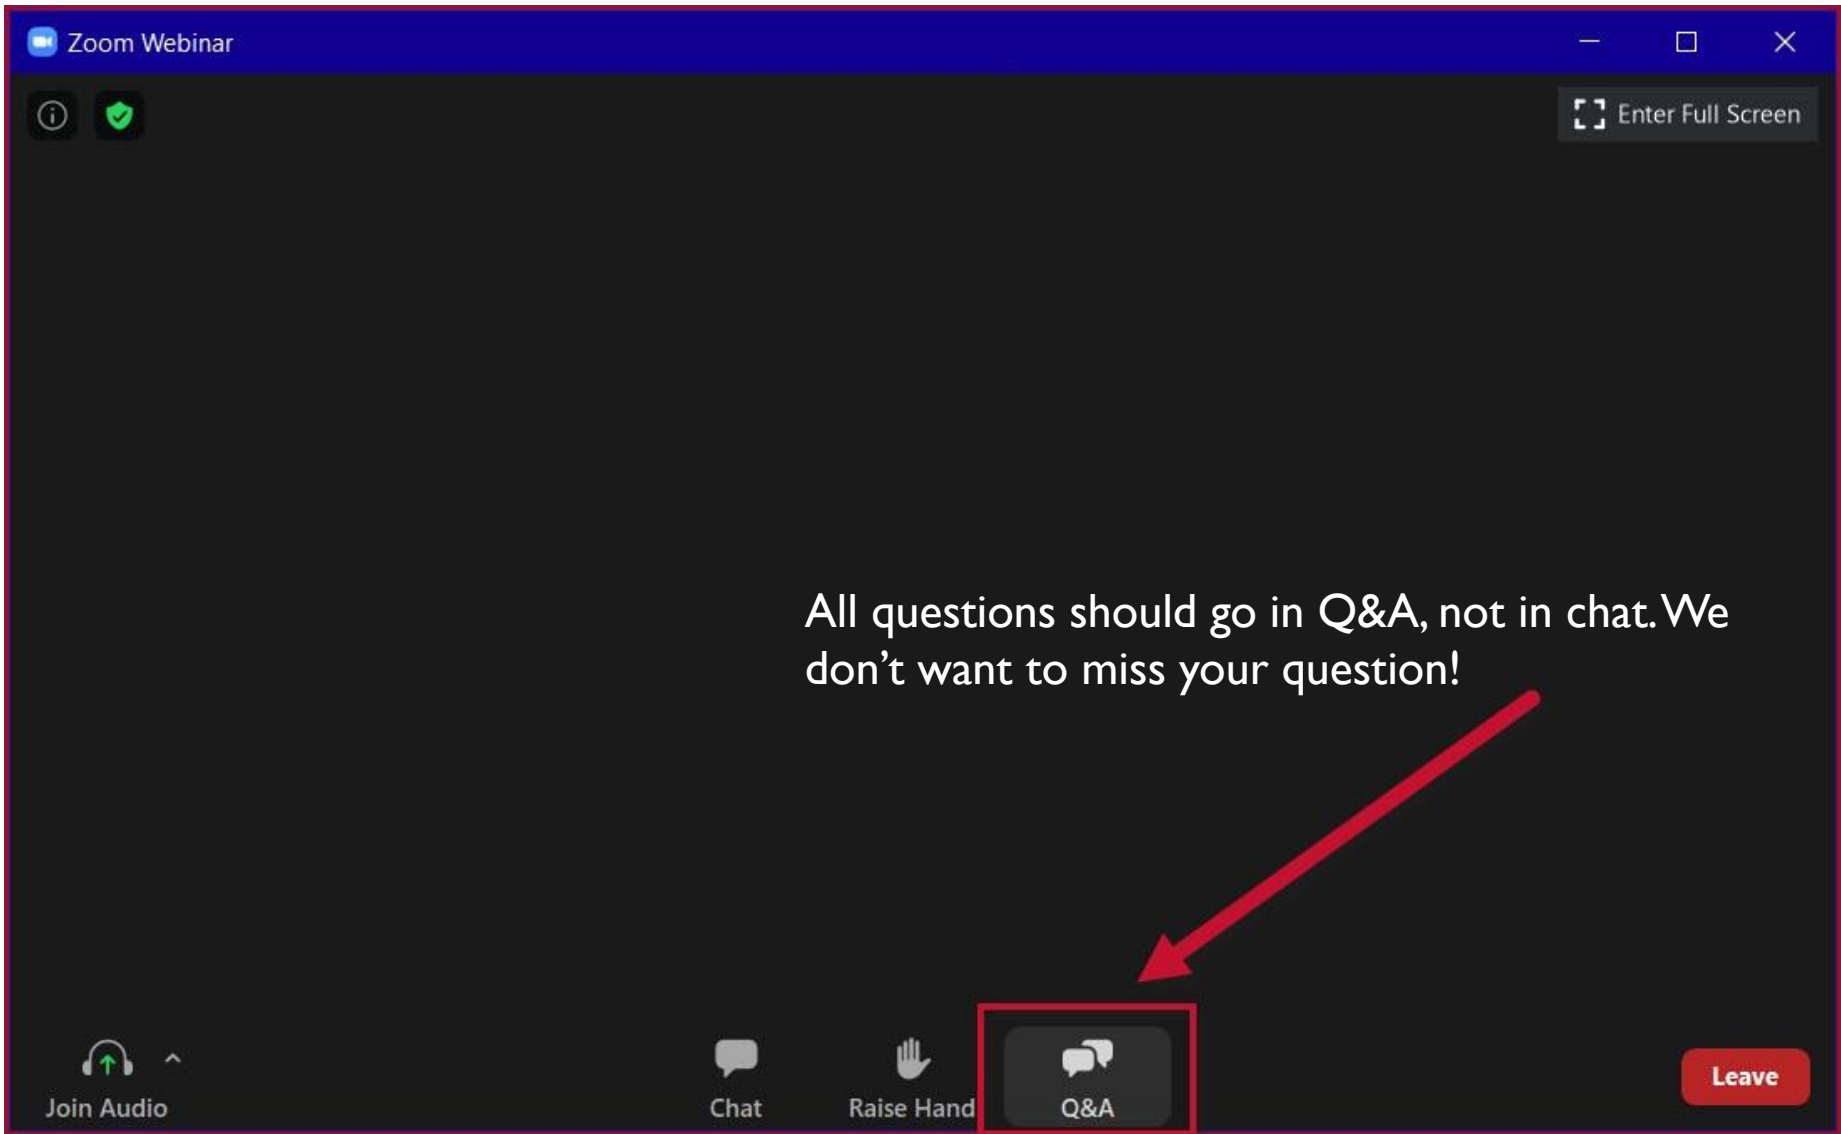 Zoom Webinar
Enter Full Screen
All questions should go in Q&A, not in chat. We
don’t want to miss your question!
Join Audio
Chat
Raise Hand
Q&A
Leave